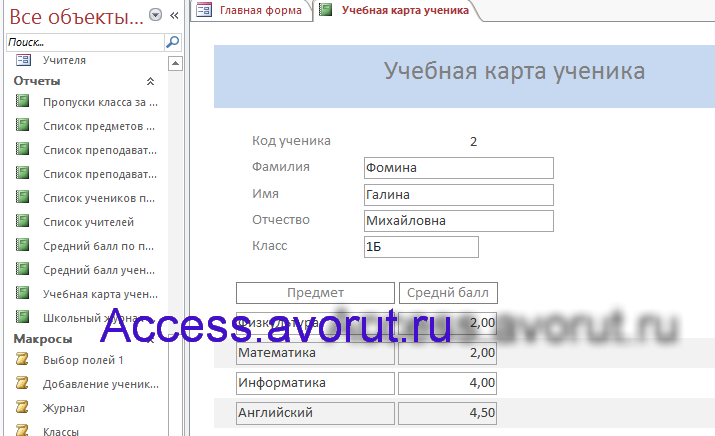 Все объекты...
Поиск...
Учителя
Отчеты
Пропуски класса за ...
Список предметов ...
Список преподават...
Список преподават...
Список учеников п...
Список учителей
Средний балл по п...
Средний балл учен...
Учебная карта учен...
Школьный журнал
Макросы
Выбор полей 1
Добавление ученик...
Журнал
Классы
Главная форма
Учебная карта ученика
Учебная карта ученика
Код ученика 2
Фамилия Фомина
Имя Галина
Отчество Михайловна
Класс 1Б
Предмет Среднй балл
Физкультура 2,00
Математика 2,00
Информатика 4,00
Английский 4,50
Access.avorut.ru